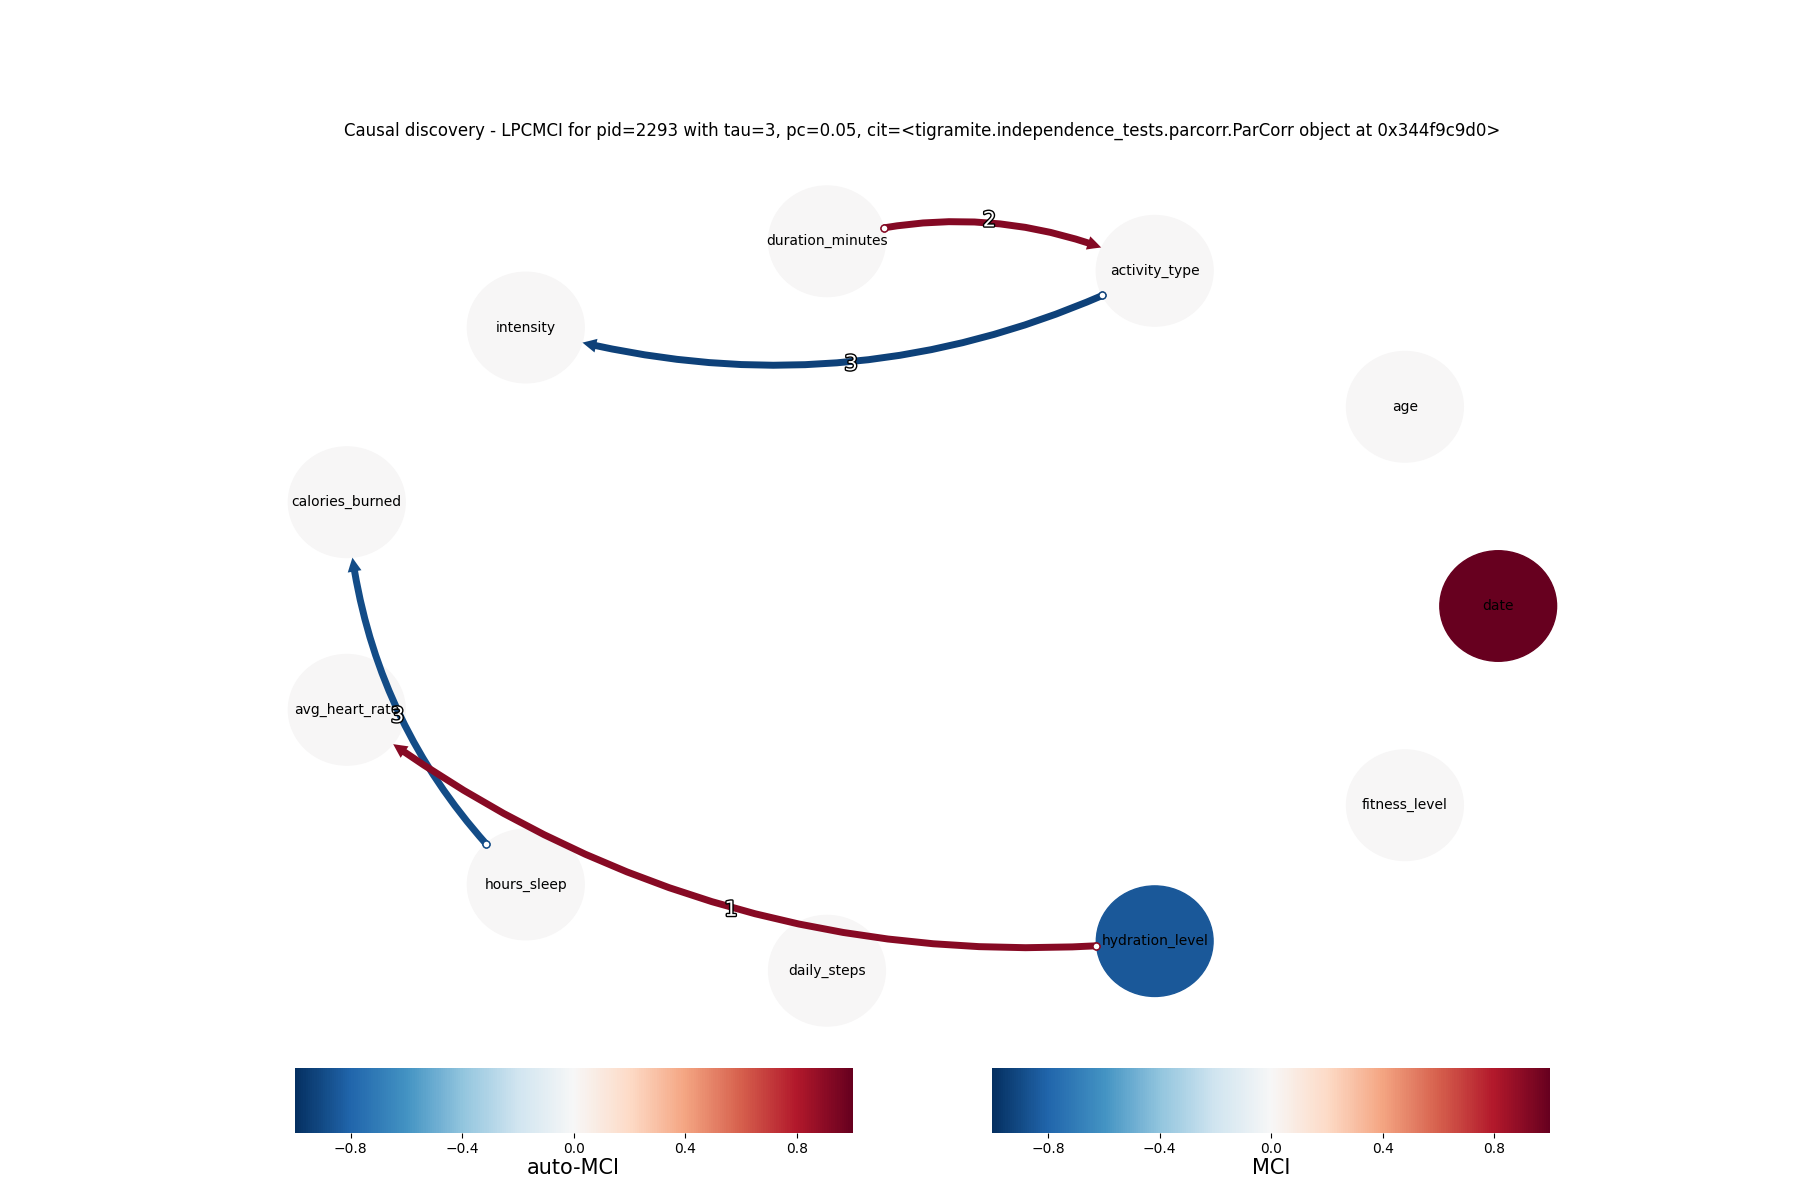 Causal discovery - LPCMCI for pid=2293 with tau=3, pc=0.05, cit=<tigramite.independence_tests.parcorr.ParCorr object at 0x344f9c9d0>
2
duration_minutes
activity_type
intensity
3
age
calories_burned
date
avg_heart_rate
3
fitness_level
hours_sleep
1
hydration_level
daily_steps
−0.8 −0.4 0.0 0.4 0.8
auto-MCI
−0.8 −0.4 0.0 0.4 0.8
MCI